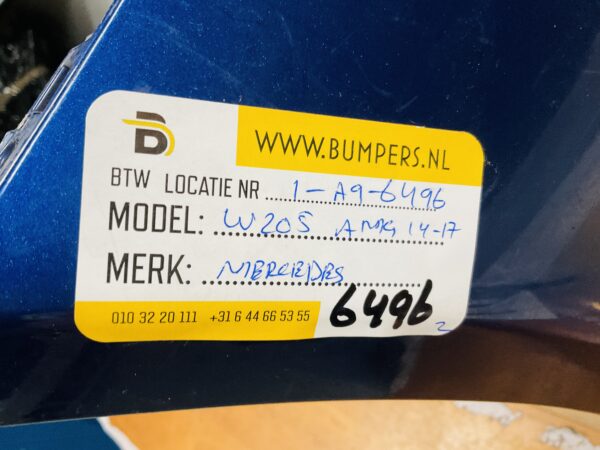 WWW.BUMPERS.NL
BTW LOCATIE NR 1-A9-6496
MODEL: W205 AMG 14-17
MERK: MERCEDES
010 32 20 111 +31 6 44 66 53 55 6496 2